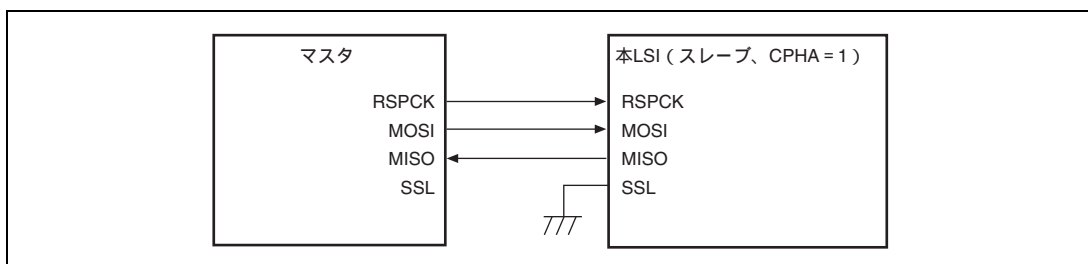 マスタ
RSPCK
MOSI
MISO
SSL
本LSI（スレーブ、CPHA = 1）
RSPCK
MOSI
MISO
SSL